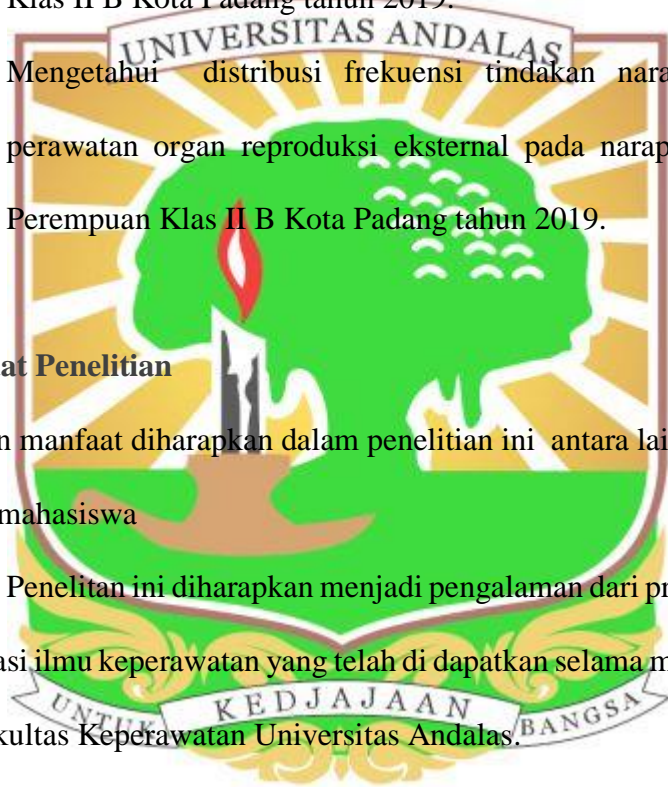 Klas II B Kota Padang tahun 2019.
UNIVERSITAS ANDALAS
Mengetahui distribusi frekuensi tindakan nara
perawatan organ reproduksi eksternal pada narap
Perempuan Klas II B Kota Padang tahun 2019.
at Penelitian
n manfaat diharapkan dalam penelitian ini antara lai
mahasiswa
Penelitan ini diharapkan menjadi pengalaman dari pr
asi ilmu keperawatan yang telah di dapatkan selama m
UNTUK KEDJAJAAN BANGSA
kultas Keperawatan Universitas Andalas.